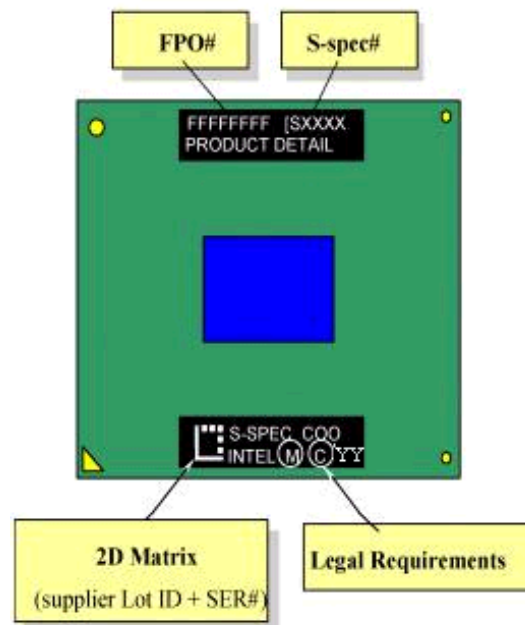 FPO#
S-spec#
FFFFFFFF [SXXXX
PRODUCT DETAIL
S-SPEC COO
INTEL M C YY
2D Matrix
(supplier Lot ID + SER#)
Legal Requirements